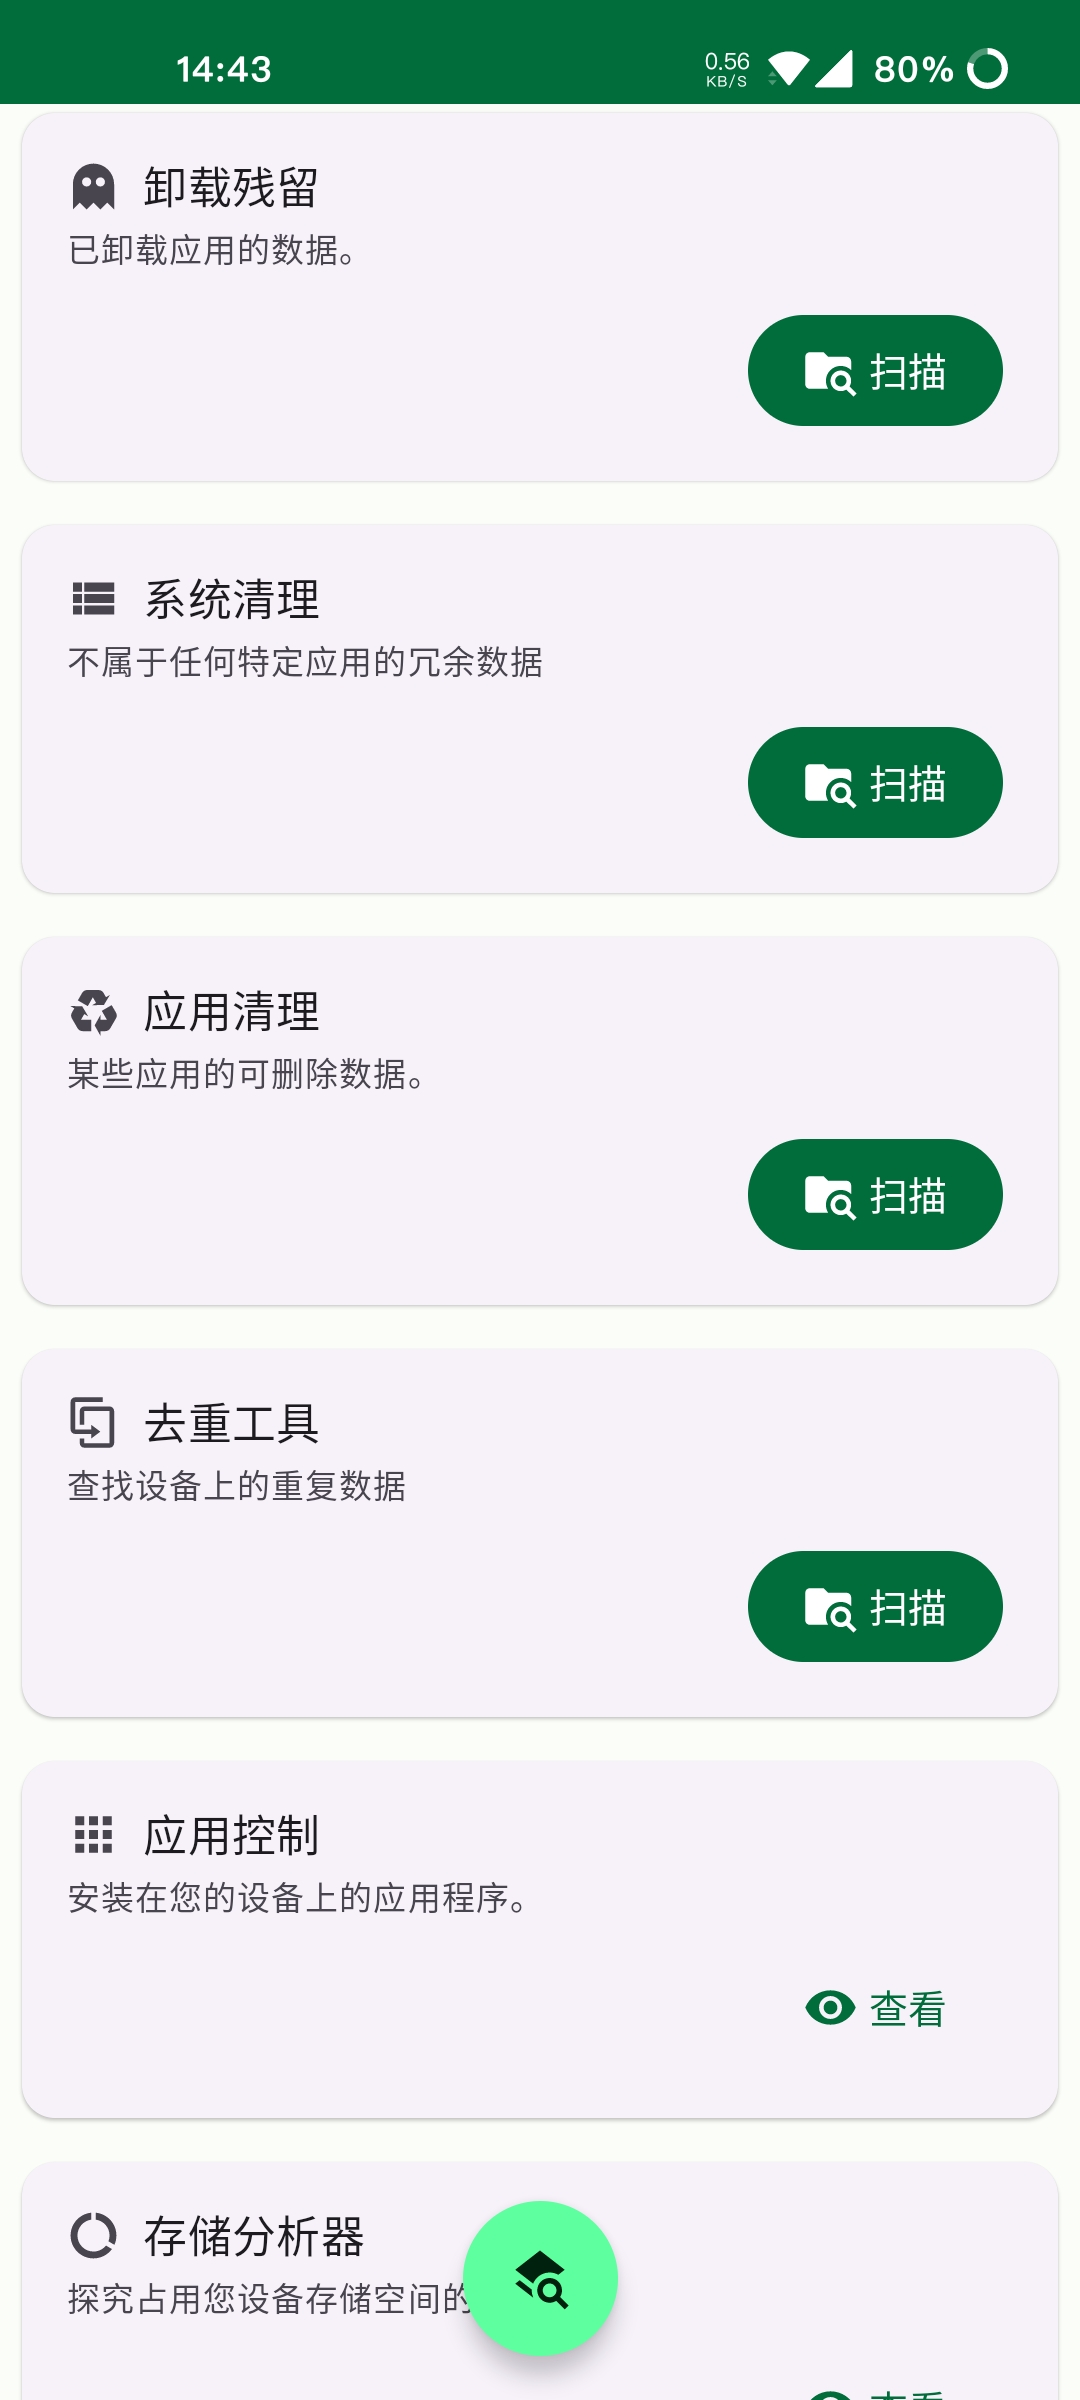 14:43
0.56
KB/S
80%
卸载残留
已卸载应用的数据。
扫描
系统清理
不属于任何特定应用的冗余数据
扫描
应用清理
某些应用的可删除数据。
扫描
去重工具
查找设备上的重复数据
扫描
应用控制
安装在您的设备上的应用程序。
查看
存储分析器
探究占用您设备存储空间的
查看